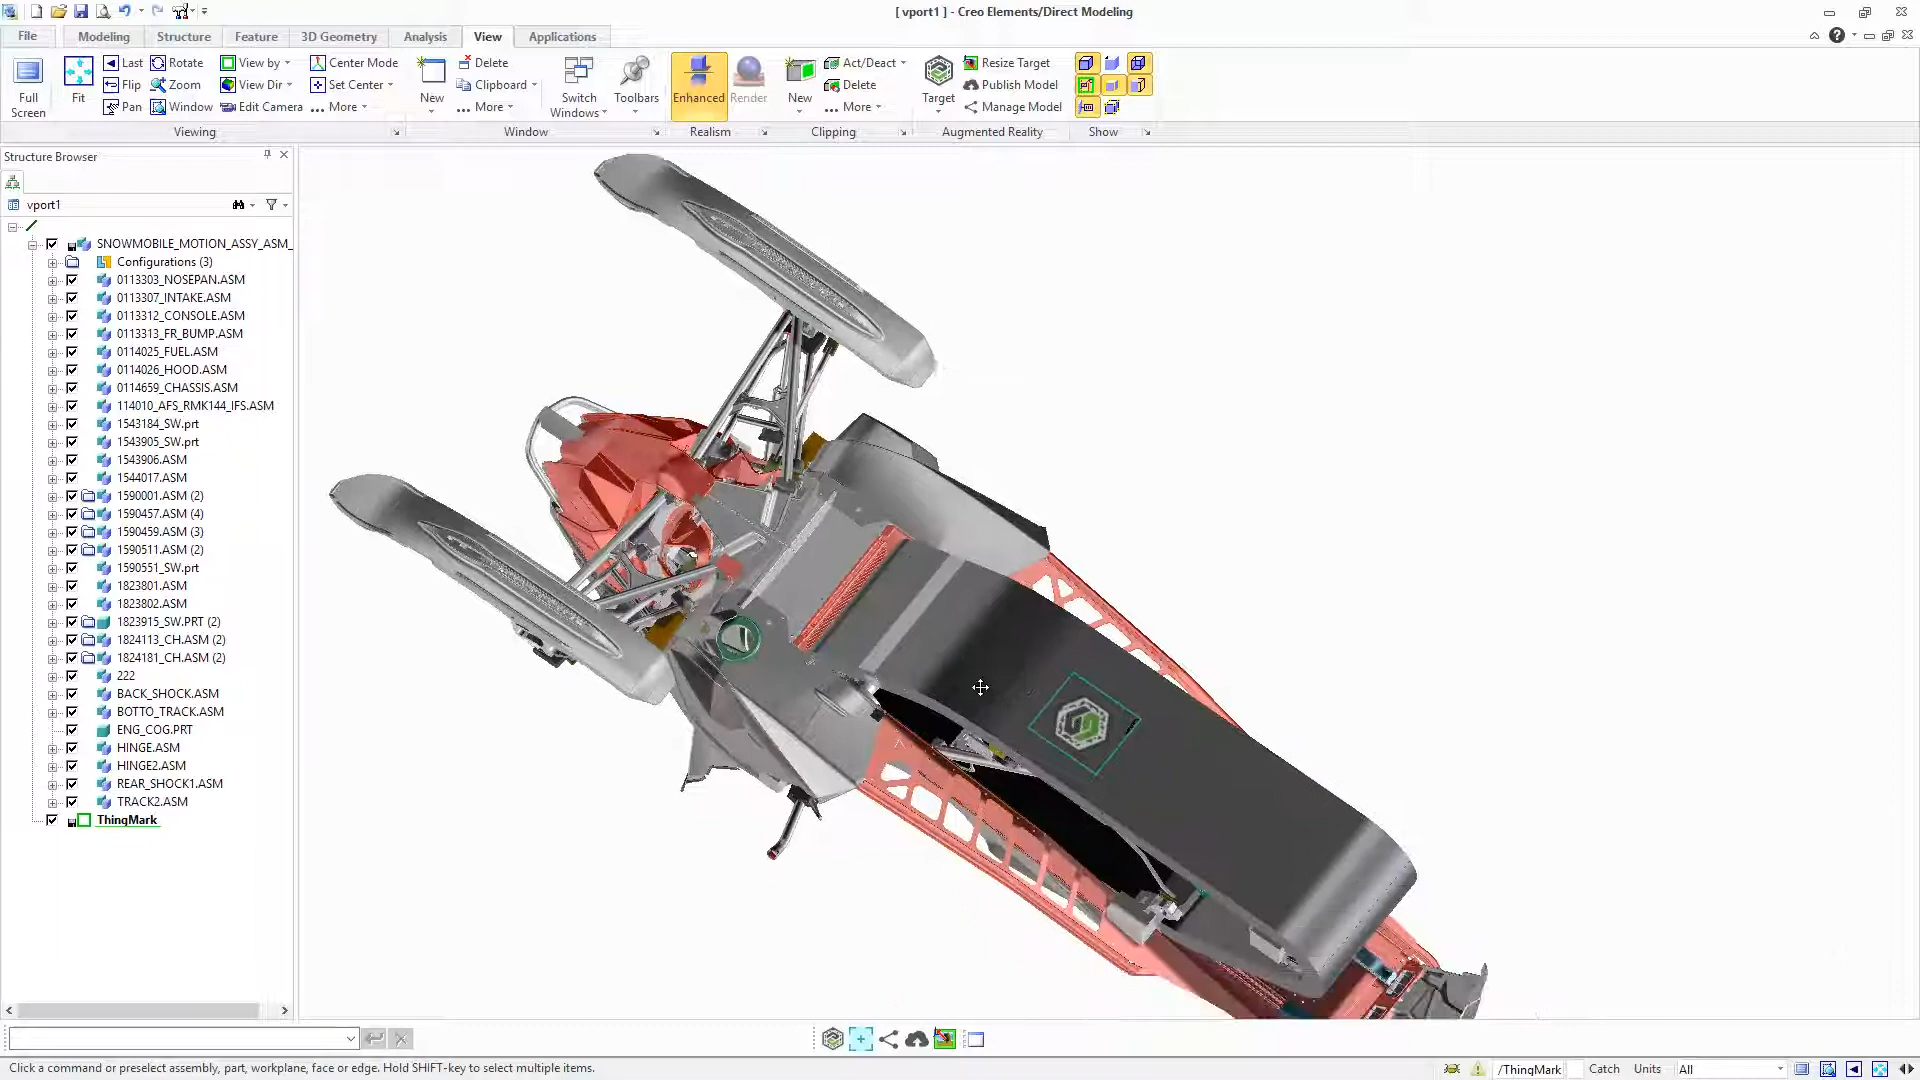 [ vport1 ] - Creo Elements/Direct Modeling
File Modeling Structure Feature 3D Geometry Analysis View Applications
Last Rotate View by Center Mode Delete Act/Deact Resize Target
Full Screen Fit Flip Zoom View Dir Set Center New Clipboard Switch Windows Toolbars Enhanced Render New Delete Target Publish Model
Pan Window Edit Camera ... More ... More ... More Manage Model
Viewing Window Realism Clipping Augmented Reality Show
Structure Browser
vport1
SNOWMOBILE_MOTION_ASSY_ASM_
Configurations (3)
0113303_NOSEPAN.ASM
0113307_INTAKE.ASM
0113312_CONSOLE.ASM
0113313_FR_BUMP.ASM
0114025_FUEL.ASM
0114026_HOOD.ASM
0114659_CHASSIS.ASM
114010_AFS_RMK144_IFS.ASM
1543184_SW.prt
1543905_SW.prt
1543906.ASM
1544017.ASM
1590001.ASM (2)
1590457.ASM (4)
1590459.ASM (3)
1590511.ASM (2)
1590551_SW.prt
1823801.ASM
1823802.ASM
1823915_SW.PRT (2)
1824113_CH.ASM (2)
1824181_CH.ASM (2)
222
BACK_SHOCK.ASM
BOTTO_TRACK.ASM
ENG_COG.PRT
HINGE.ASM
HINGE2.ASM
REAR_SHOCK1.ASM
TRACK2.ASM
ThingMark
Click a command or preselect assembly, part, workplane, face or edge. Hold SHIFT-key to select multiple items.
/ThingMark Catch Units All